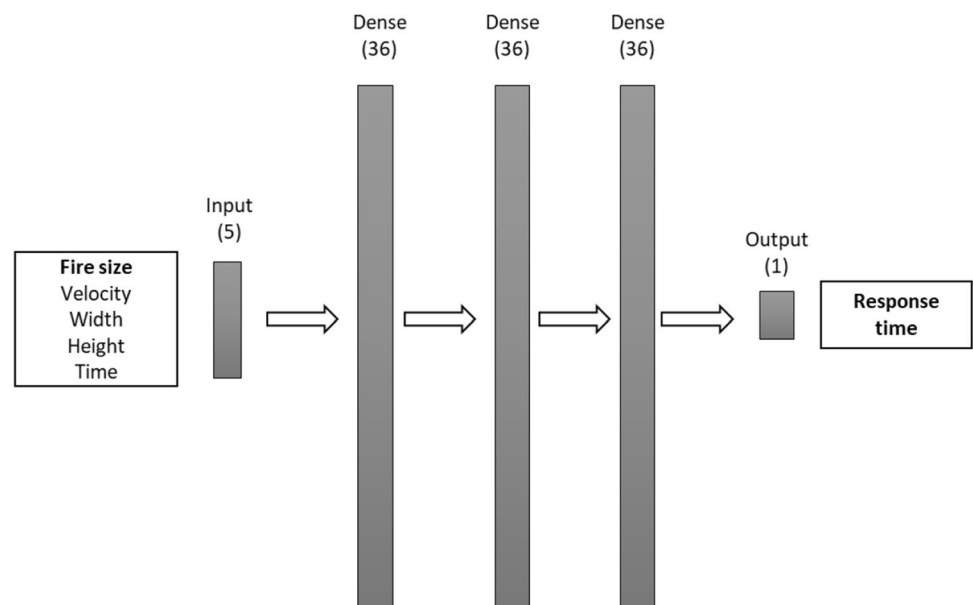 Dense
(36)
Dense
(36)
Dense
(36)
Input
(5)
Fire size
Velocity
Width
Height
Time
Output
(1)
Response
time